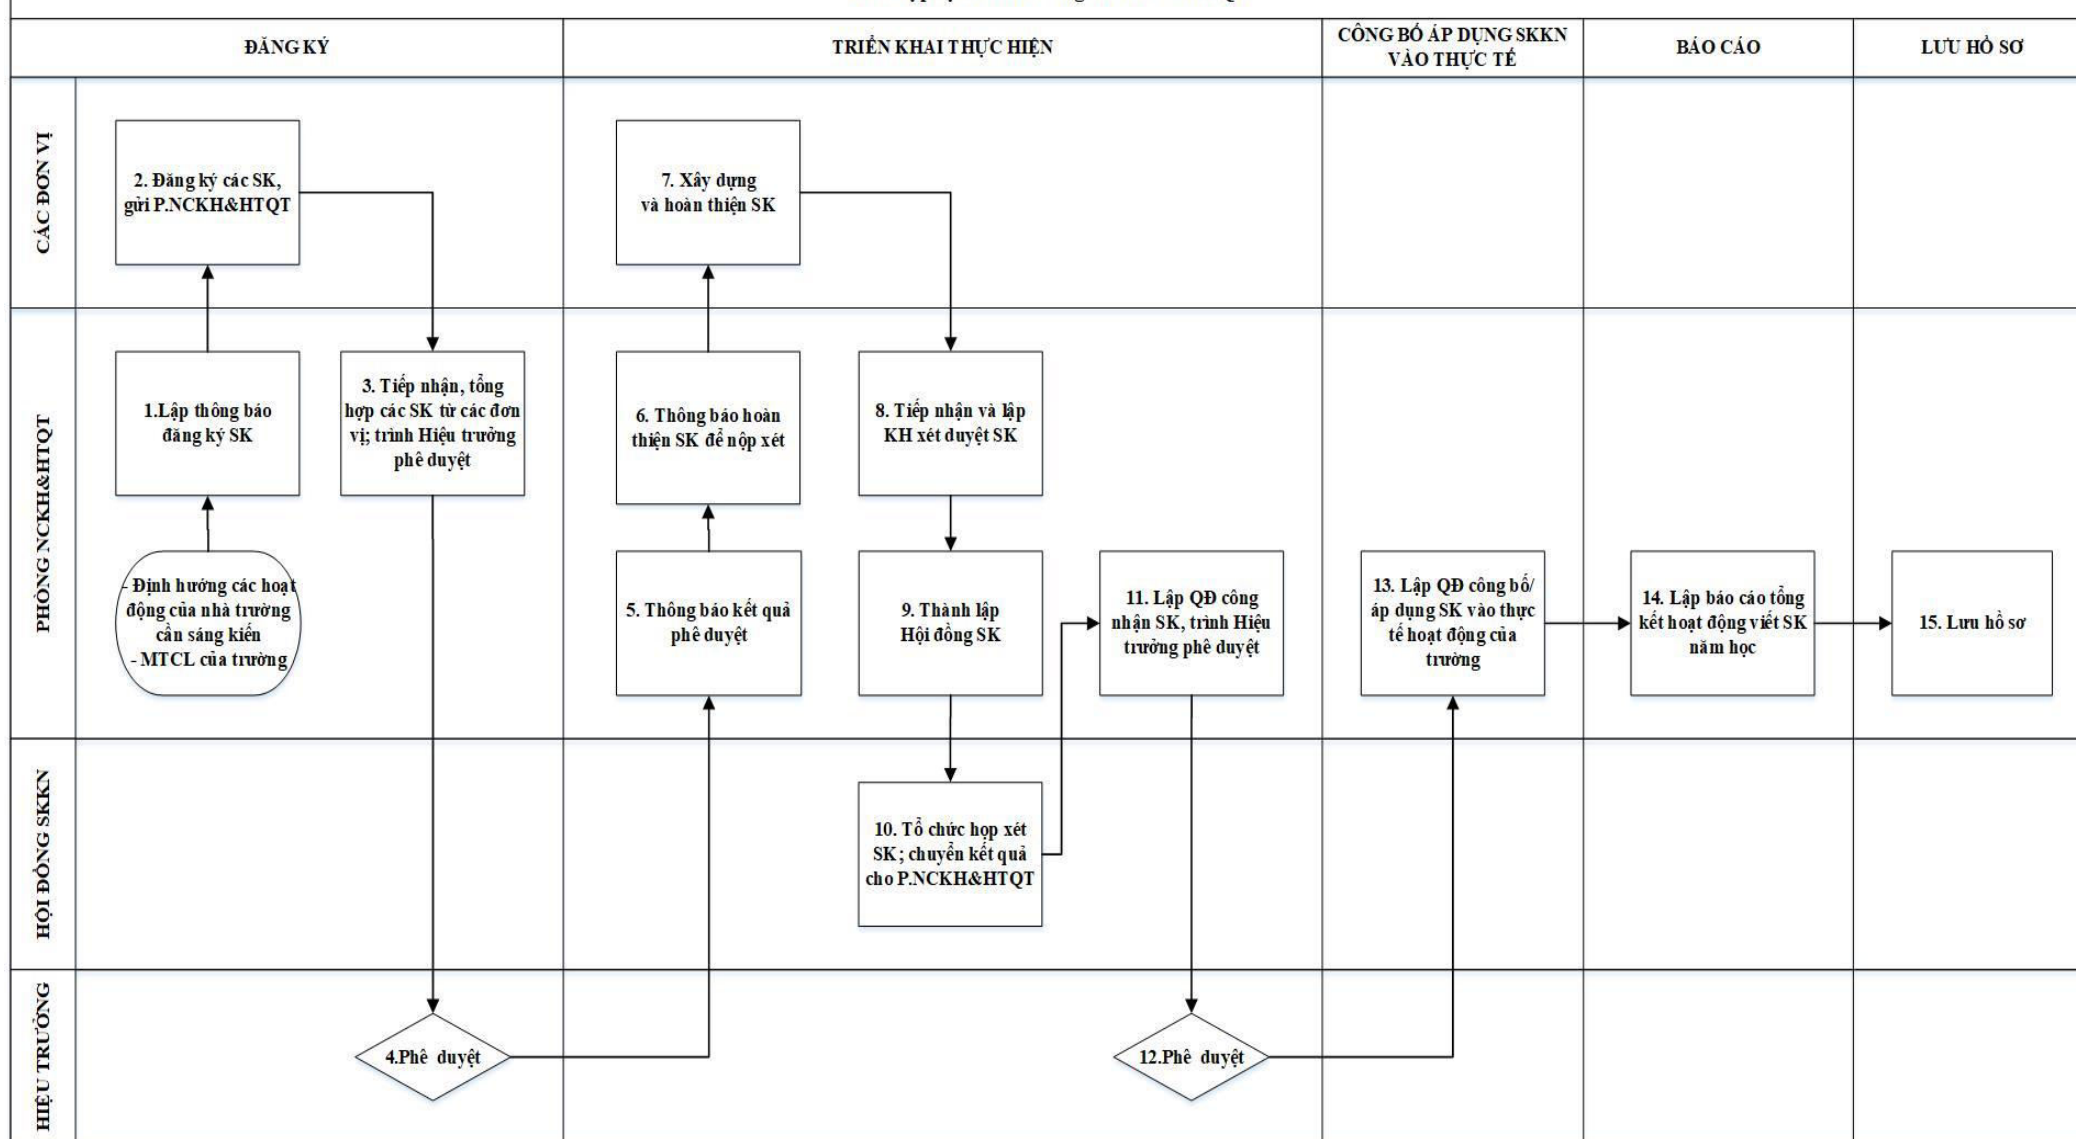 ĐĂNG KÝ
TRIỂN KHAI THỰC HIỆN
CÔNG BỐ ÁP DỤNG SKKN
VÀO THỰC TẾ
BÁO CÁO
LƯU HỒ SƠ
CÁC ĐƠN VỊ
2. Đăng ký các SK,
gửi P.NCKH&HTQT
7. Xây dựng
và hoàn thiện SK
PHÒNG NCKH&HTQT
1.Lập thông báo
đăng ký SK
3. Tiếp nhận, tổng
hợp các SK từ các đơn
vị; trình Hiệu trưởng
phê duyệt
6. Thông báo hoàn
thiện SK để nộp xét
8. Tiếp nhận và lập
KH xét duyệt SK
- Định hướng các hoạt
động của nhà trường
cần sáng kiến
- MTCL của trường
5. Thông báo kết quả
phê duyệt
9. Thành lập
Hội đồng SK
11. Lập QĐ công
nhận SK, trình Hiệu
trưởng phê duyệt
13. Lập QĐ công bố/
áp dụng SK vào thực
tế hoạt động của
trường
14. Lập báo cáo tổng
kết hoạt động viết SK
năm học
15. Lưu hồ sơ
HỘI ĐỒNG SKKN
10. Tổ chức họp xét
SK; chuyển kết quả
cho P.NCKH&HTQT
HIỆU TRƯỞNG
4.Phê duyệt
12.Phê duyệt